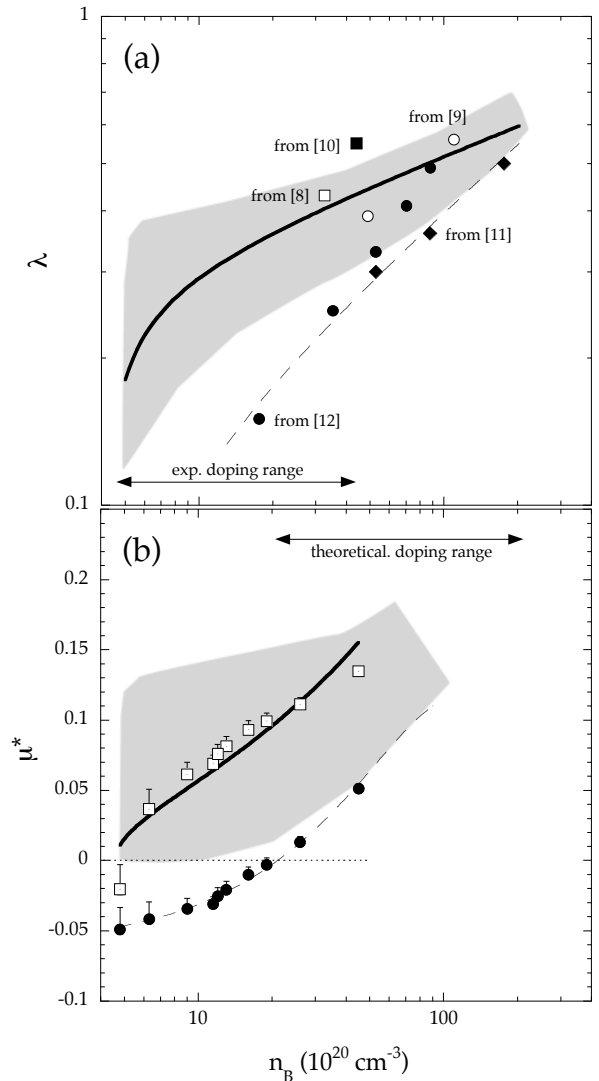 1
(a)
from [9]
from [10]
from [8]
from [11]
λ
from [12]
exp. doping range
0.1
(b)
theoretical. doping range
0.2
0.15
0.1
μ*
0.05
0
-0.05
-0.1
10
100
n_B (10^20 cm^-3)